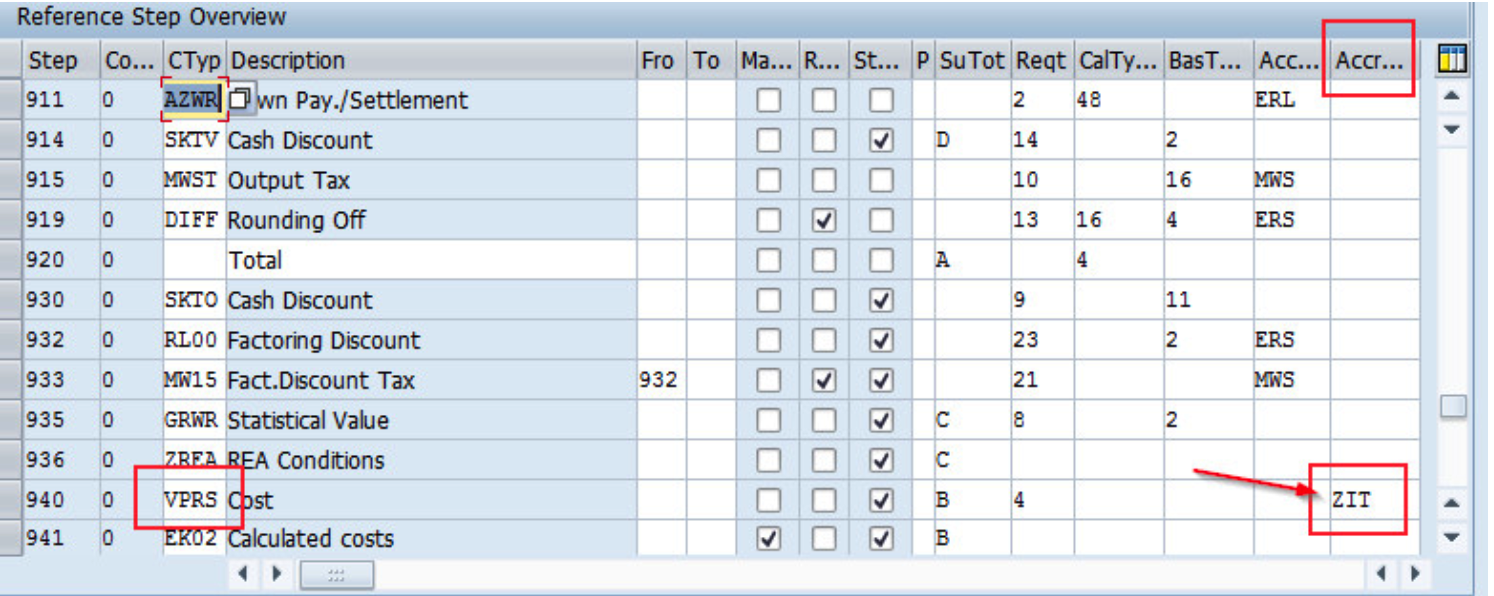 Reference Step Overview
Step Co... CTyp Description Fro To Ma... R... St... P SuTot Reqt CalTy... BasT... Acc... Accr...
911 0 AZWR wn Pay./Settlement 2 48 ERL
914 0 SKTV Cash Discount D 14 2
915 0 MWST Output Tax 10 16 MWS
919 0 DIFF Rounding Off 13 16 4 ERS
920 0 Total A 4
930 0 SKTO Cash Discount 9 11
932 0 RL00 Factoring Discount 23 2 ERS
933 0 MW15 Fact.Discount Tax 932 21 MWS
935 0 GRWR Statistical Value C 8 2
936 0 ZREA REA Conditions C
940 0 VPRS Cost B 4 ZIT
941 0 EK02 Calculated costs B